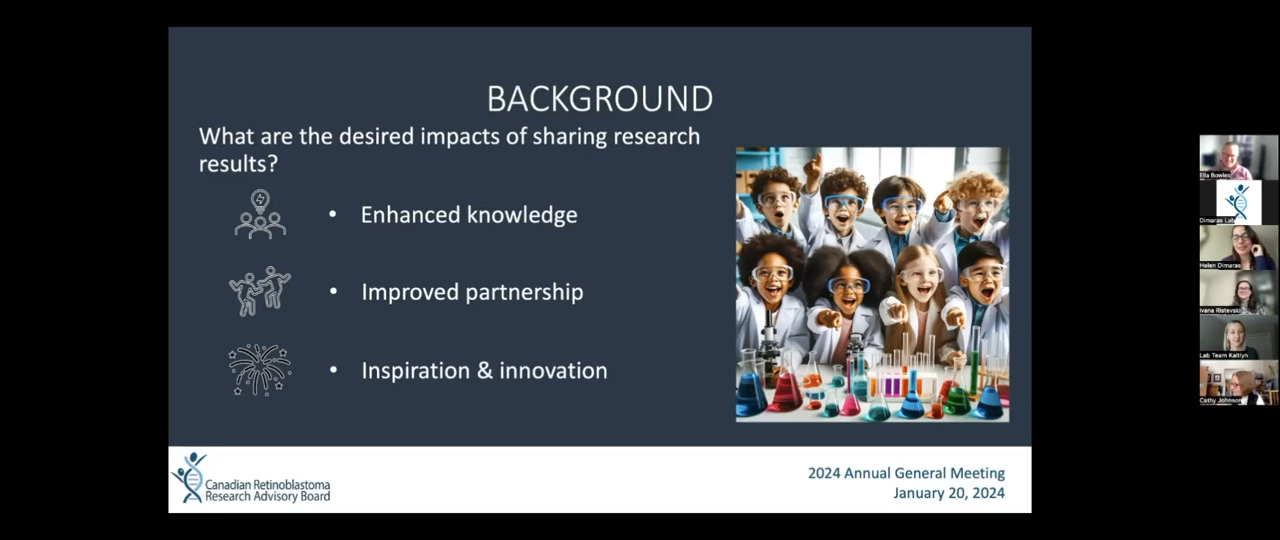 BACKGROUND
What are the desired impacts of sharing research
results?
• Enhanced knowledge
• Improved partnership
• Inspiration & innovation
Canadian Retinoblastoma
Research Advisory Board
2024 Annual General Meeting
January 20, 2024
Ella Bowles
Dimaras Lab
Helen Dimaras
Ivana Ristevski
Lab Team Kaitlyn
Cathy Johnson